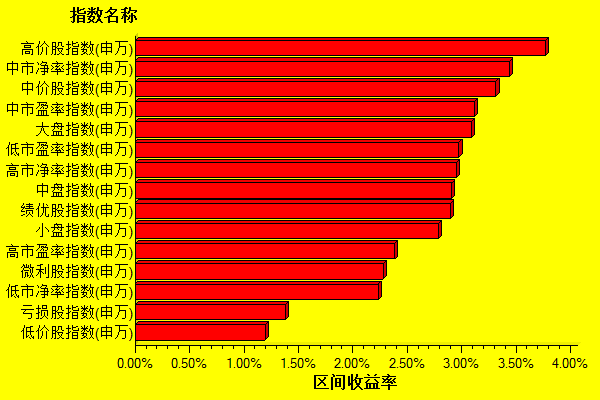 指数名称
高价股指数(申万)
中市净率指数(申万)
中价股指数(申万)
中市盈率指数(申万)
大盘指数(申万)
低市盈率指数(申万)
高市净率指数(申万)
中盘指数(申万)
绩优股指数(申万)
小盘指数(申万)
高市盈率指数(申万)
微利股指数(申万)
低市净率指数(申万)
亏损股指数(申万)
低价股指数(申万)
0.00% 0.50% 1.00% 1.50% 2.00% 2.50% 3.00% 3.50% 4.00%
区间收益率